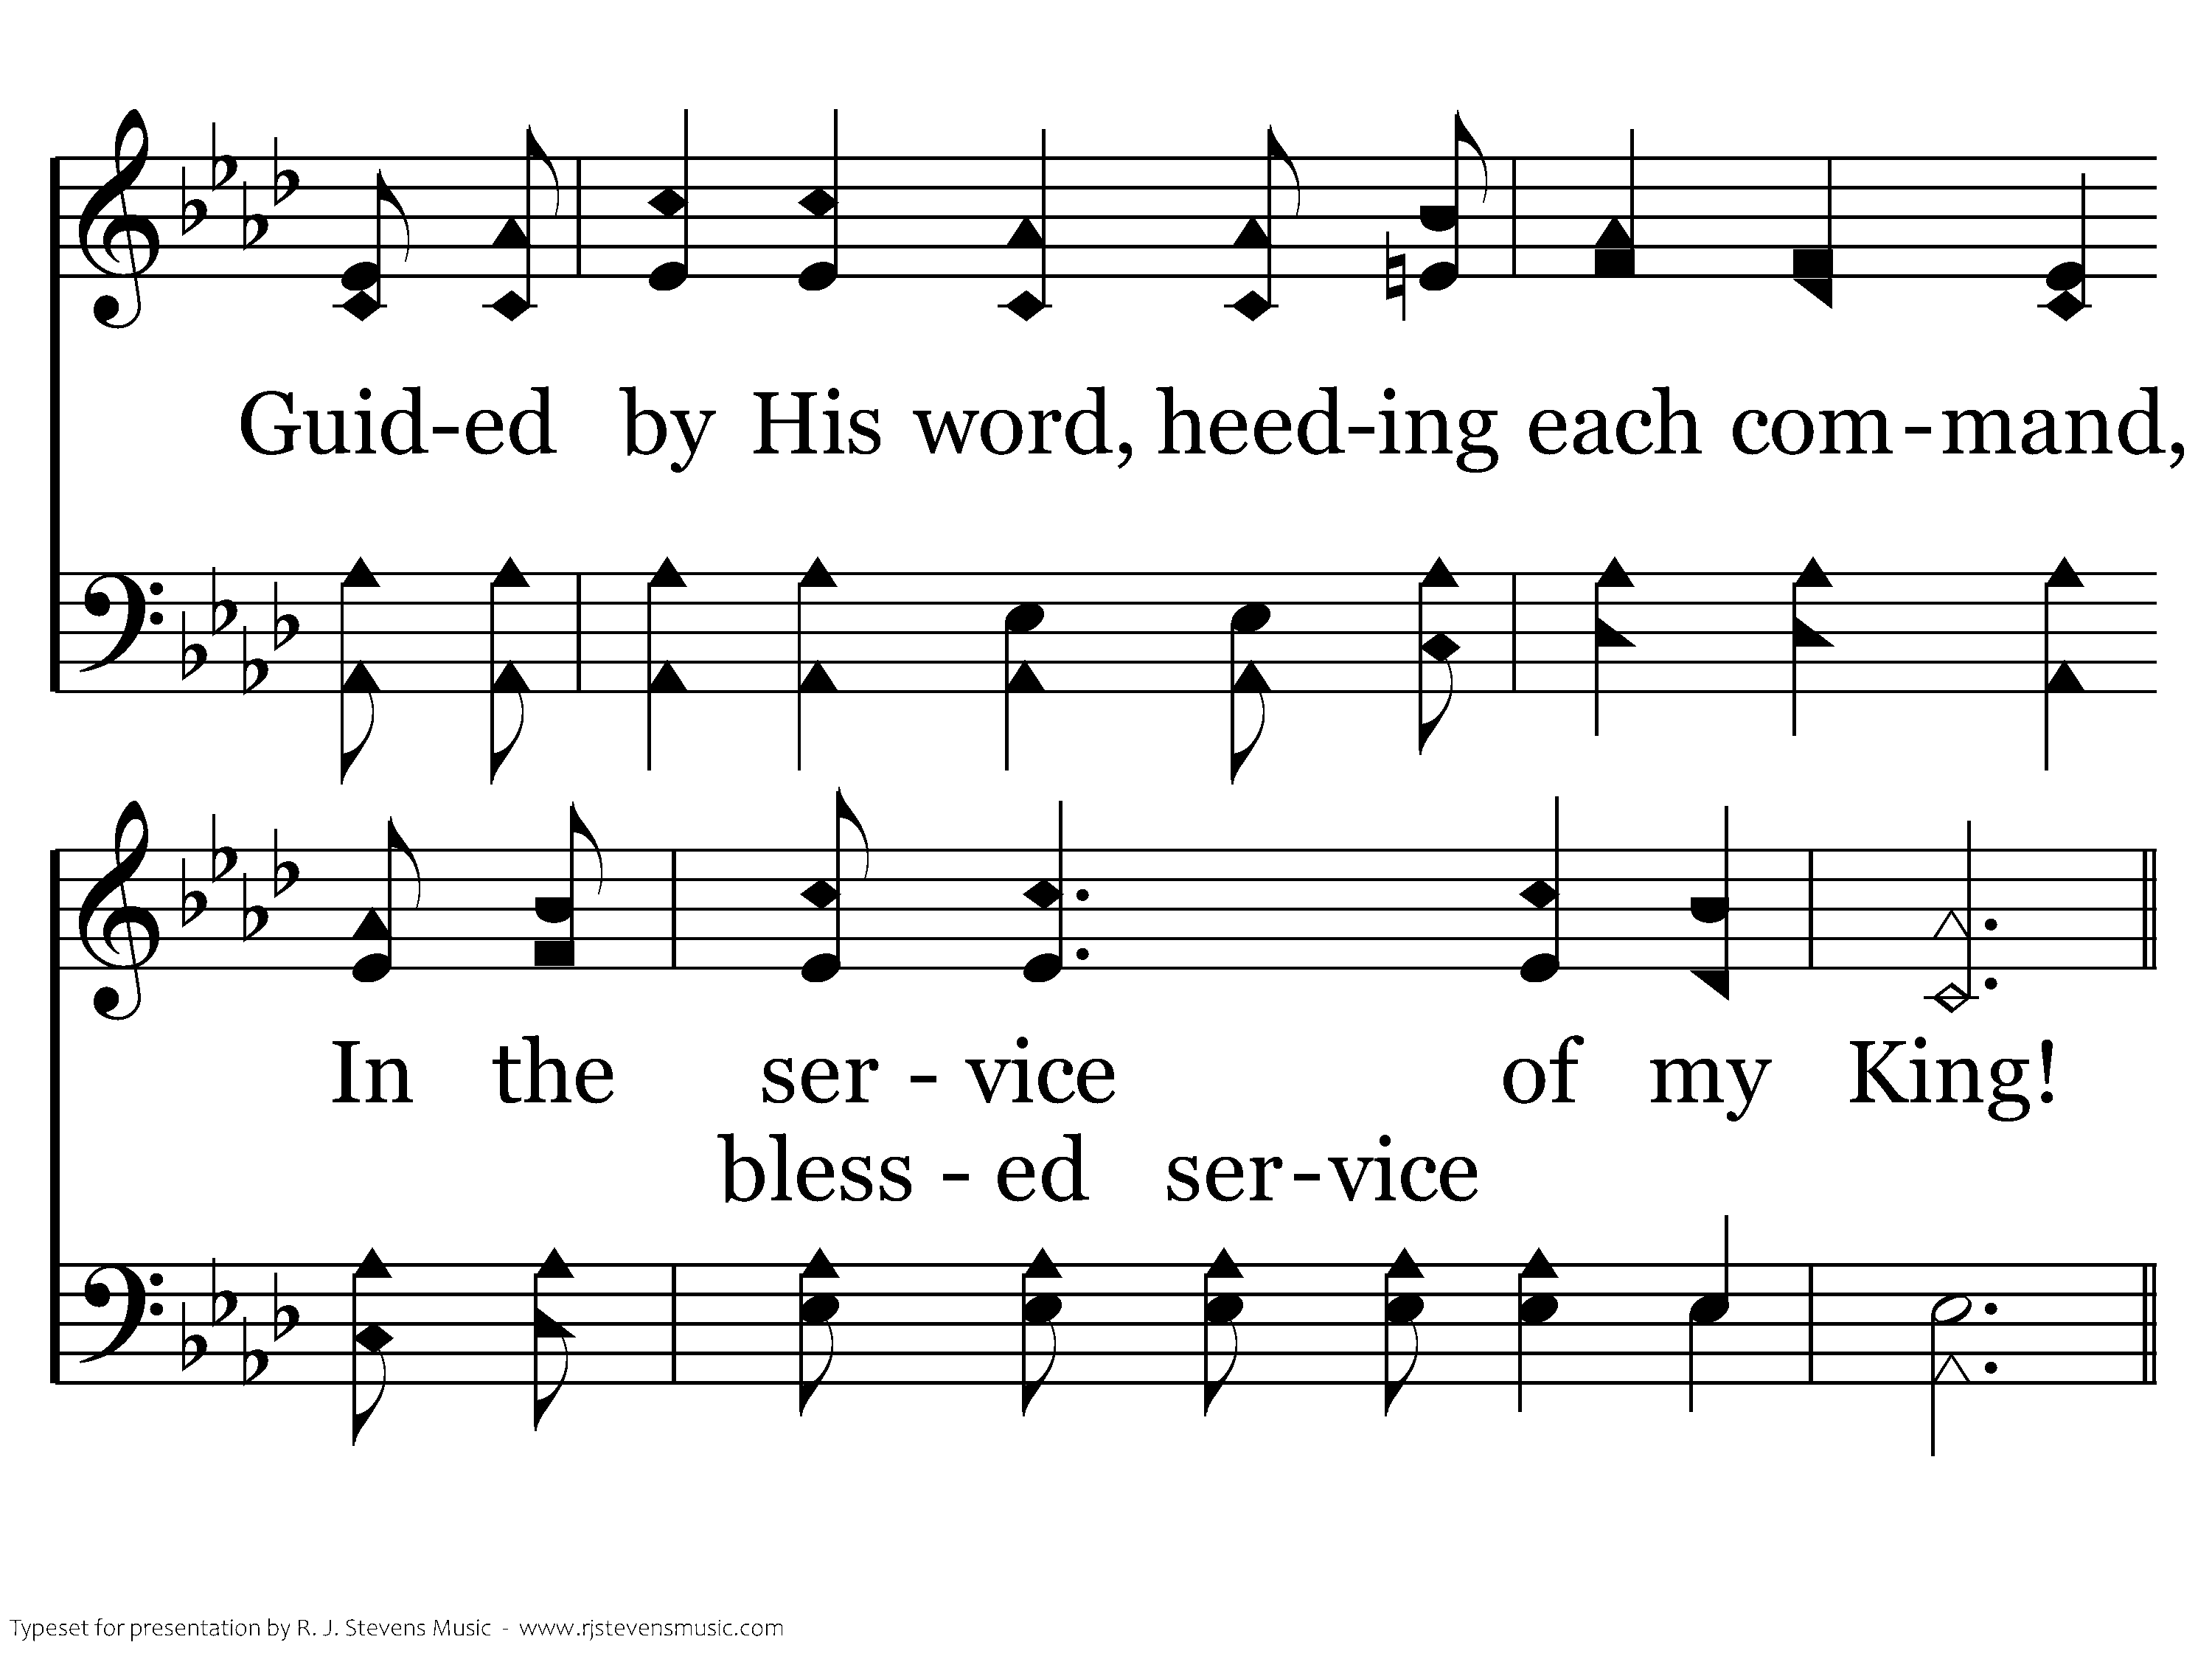 Guid-ed by His word, heed-ing each com-mand,
In the ser - vice of my King!
bless - ed ser-vice
Typeset for presentation by R. J. Stevens Music - www.rjstevensmusic.com